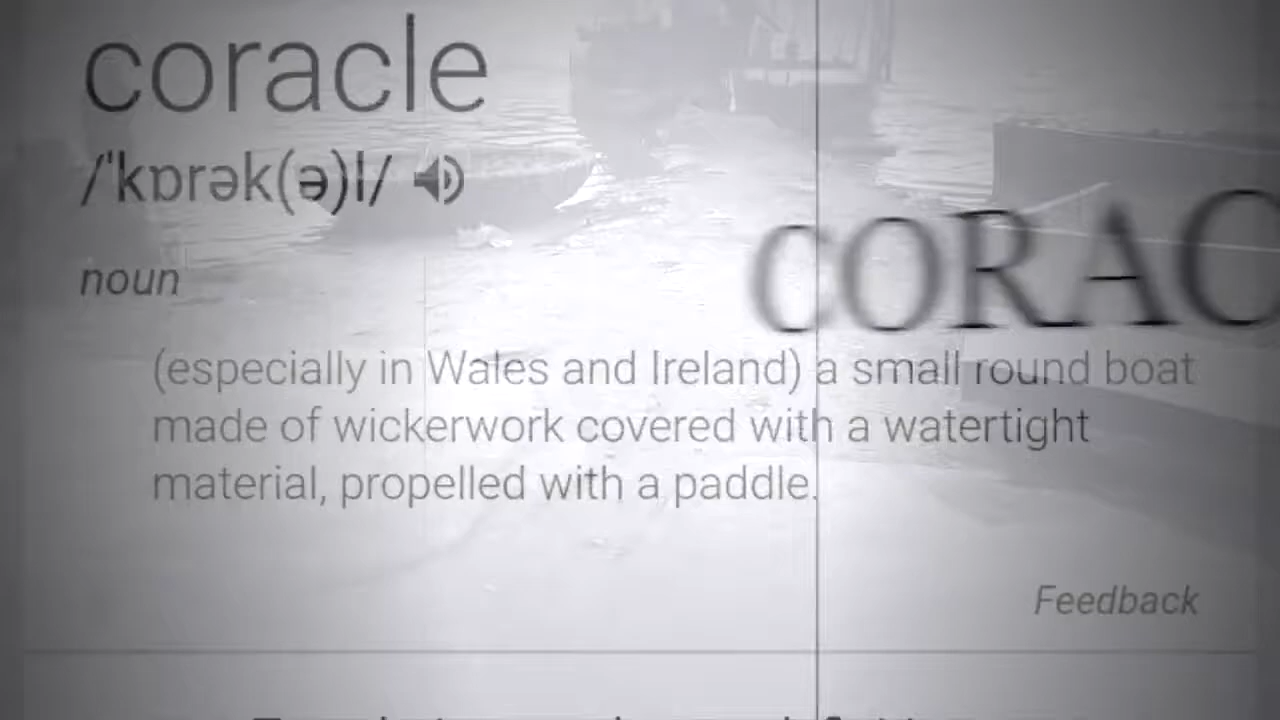 coracle
/ˈkɒrək(ə)l/
noun
CORAC
(especially in Wales and Ireland) a small round boat
made of wickerwork covered with a watertight
material, propelled with a paddle.
Feedback